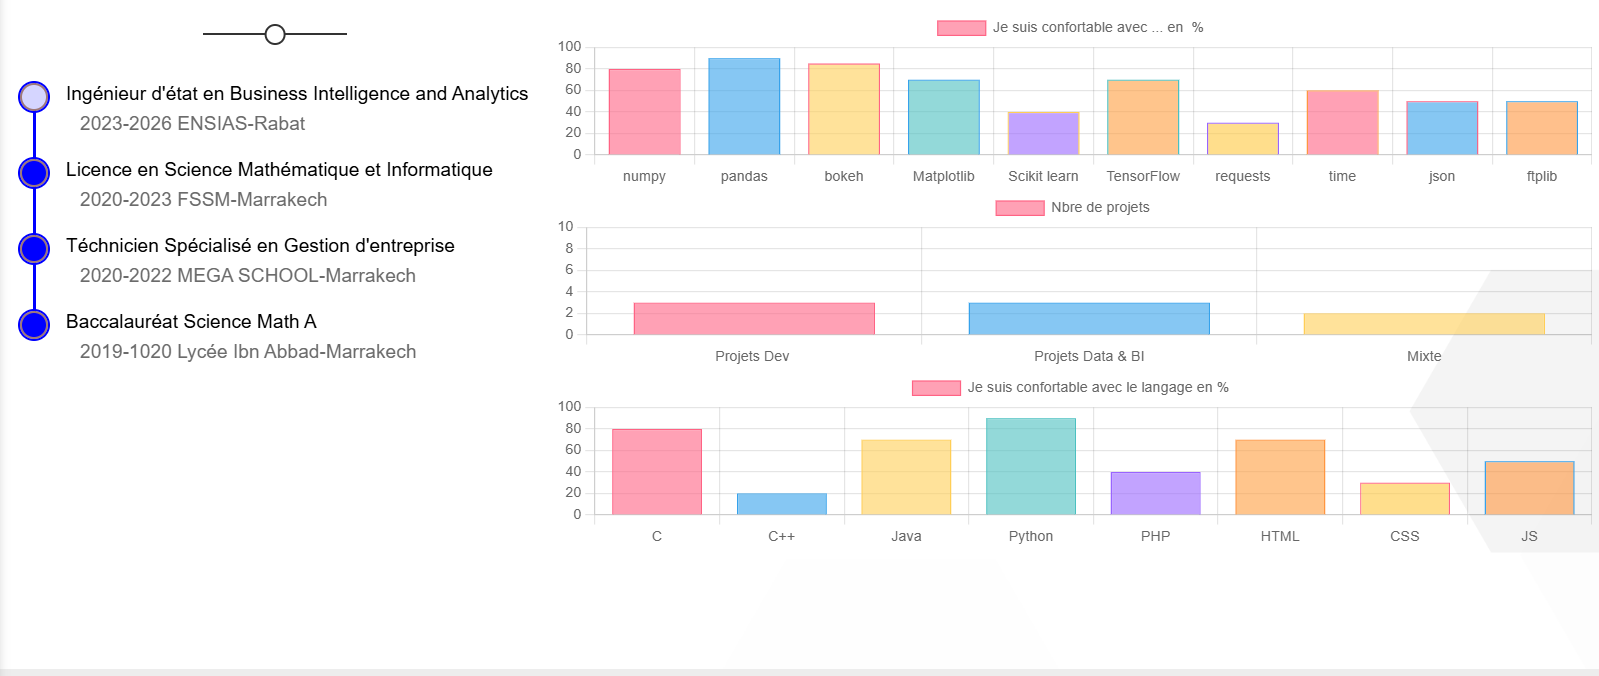 Ingénieur d'état en Business Intelligence and Analytics
2023-2026 ENSIAS-Rabat
Licence en Science Mathématique et Informatique
2020-2023 FSSM-Marrakech
Téchnicien Spécialisé en Gestion d'entreprise
2020-2022 MEGA SCHOOL-Marrakech
Baccalauréat Science Math A
2019-1020 Lycée Ibn Abbad-Marrakech
Je suis confortable avec ... en %
100
80
60
40
20
0
numpy pandas bokeh Matplotlib Scikit learn TensorFlow requests time json ftplib
Nbre de projets
10
8
6
4
2
0
Projets Dev Projets Data & BI Mixte
Je suis confortable avec le langage en %
100
80
60
40
20
0
C C++ Java Python PHP HTML CSS JS